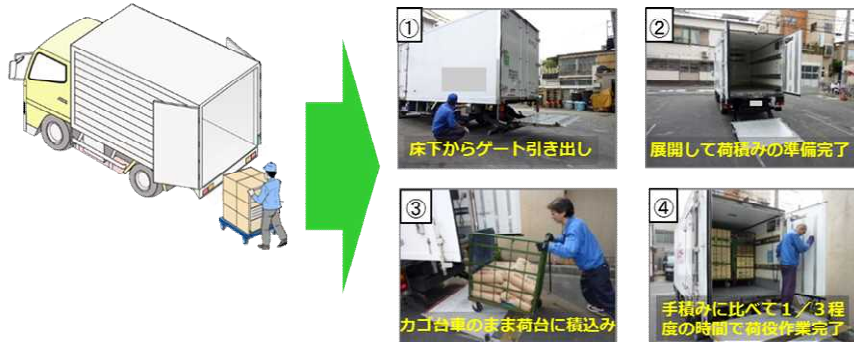 ①
床下からゲート引き出し
②
展開して荷積みの準備完了
③
カゴ台車のまま荷台に積込み
④
手積みに比べて１／３程
度の時間で荷役作業完了